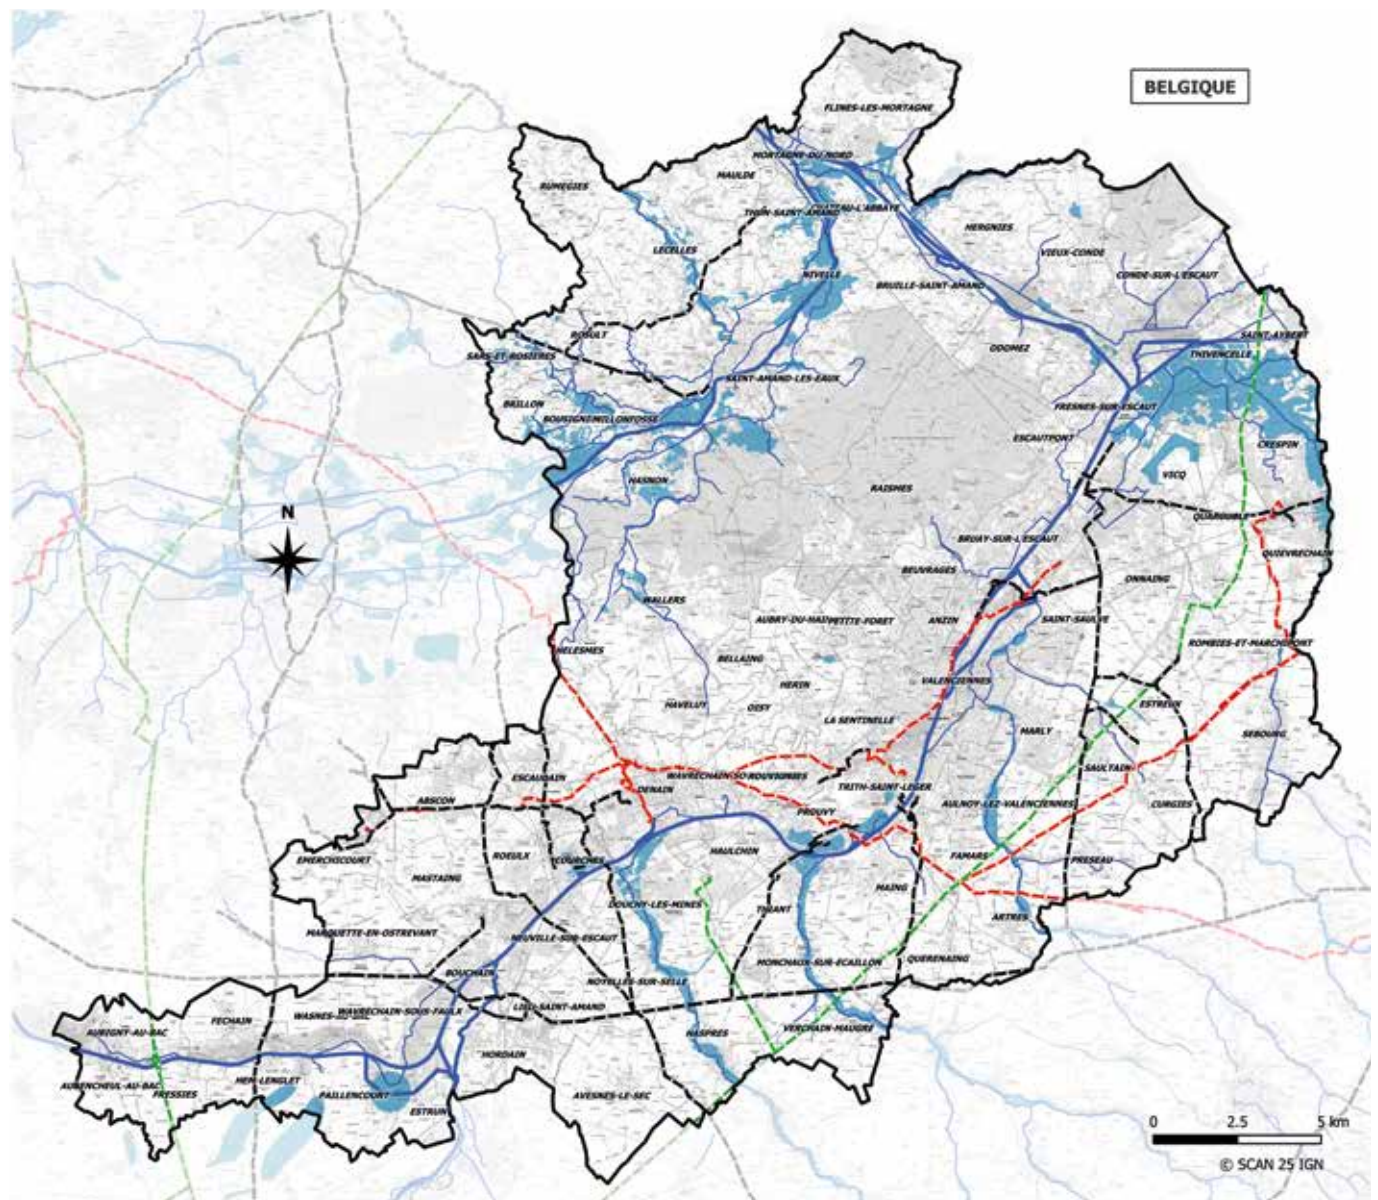 BELGIQUE
FLINES-LES-MORTAGNE
MORTAGNE-DU-NORD
MAULDE
RUMEGIES
THUN-SAINT-AMAND
CHATEAU-L'ABBAYE
HERGNIES
LECELLES
VIEUX-CONDE
NIVELLE
CONDE-SUR-L'ESCAUT
BRUILLE-SAINT-AMAND
ROSULT
SAINT-AYBERT
ODOMEZ
THIVENCELLE
SARS-ET-ROSIERES
SAINT-AMAND-LES-EAUX
BRILLON
FRESNES-SUR-ESCAUT
BOUSIGNIES
MILLONFOSSE
ESCAUTPONT
CRESPIN
VICQ
HASNON
RAISMES
N
QUAROUBLE
BRUAY-SUR-L'ESCAUT
QUIEVRECHAIN
BEUVRAGES
ONNAING
WALLERS
AUBRY-DU-HAINAUT
PETITE-FORET
ANZIN
SAINT-SAULVE
ROMBIES-ET-MARCHIPONT
HELESMES
BELLAING
VALENCIENNES
HERIN
HAVELUY
OISY
ESTREUX
LA SENTINELLE
MARLY
SEBOURG
SAULTAIN
ESCAUDAIN
WAVRECHAIN-SO
ROUVIGNIES
DENAIN
TRITH-SAINT-LEGER
ABSCON
AULNOY-LEZ-VALENCIENNES
CURGIES
PROUVY
HAULCHIN
EMERCHICOURT
ROEULX
LOURCHES
FAMARS
PRESEAU
MASTAING
MAING
DOUCHY-LES-MINES
THIANT
ARTRES
MARQUETTE-EN-OSTREVANT
NEUVILLE-SUR-ESCAUT
QUERENAING
MONCHAUX-SUR-ECAILLON
BOUCHAIN
NOYELLES-SUR-SELLE
LIEU-SAINT-AMAND
WAVRECHAIN-SOUS-FAULX
WASNES-AU-BAC
FECHAIN
AUBIGNY-AU-BAC
HASPRES
VERCHAIN-MAUGRE
HORDAIN
HEM-LENGLET
AUBENCHEUL-AU-BAC
FRESSIES
PAILLENCOURT
AVESNES-LE-SEC
ESTRUN
0 2.5 5 km
© SCAN 25 IGN